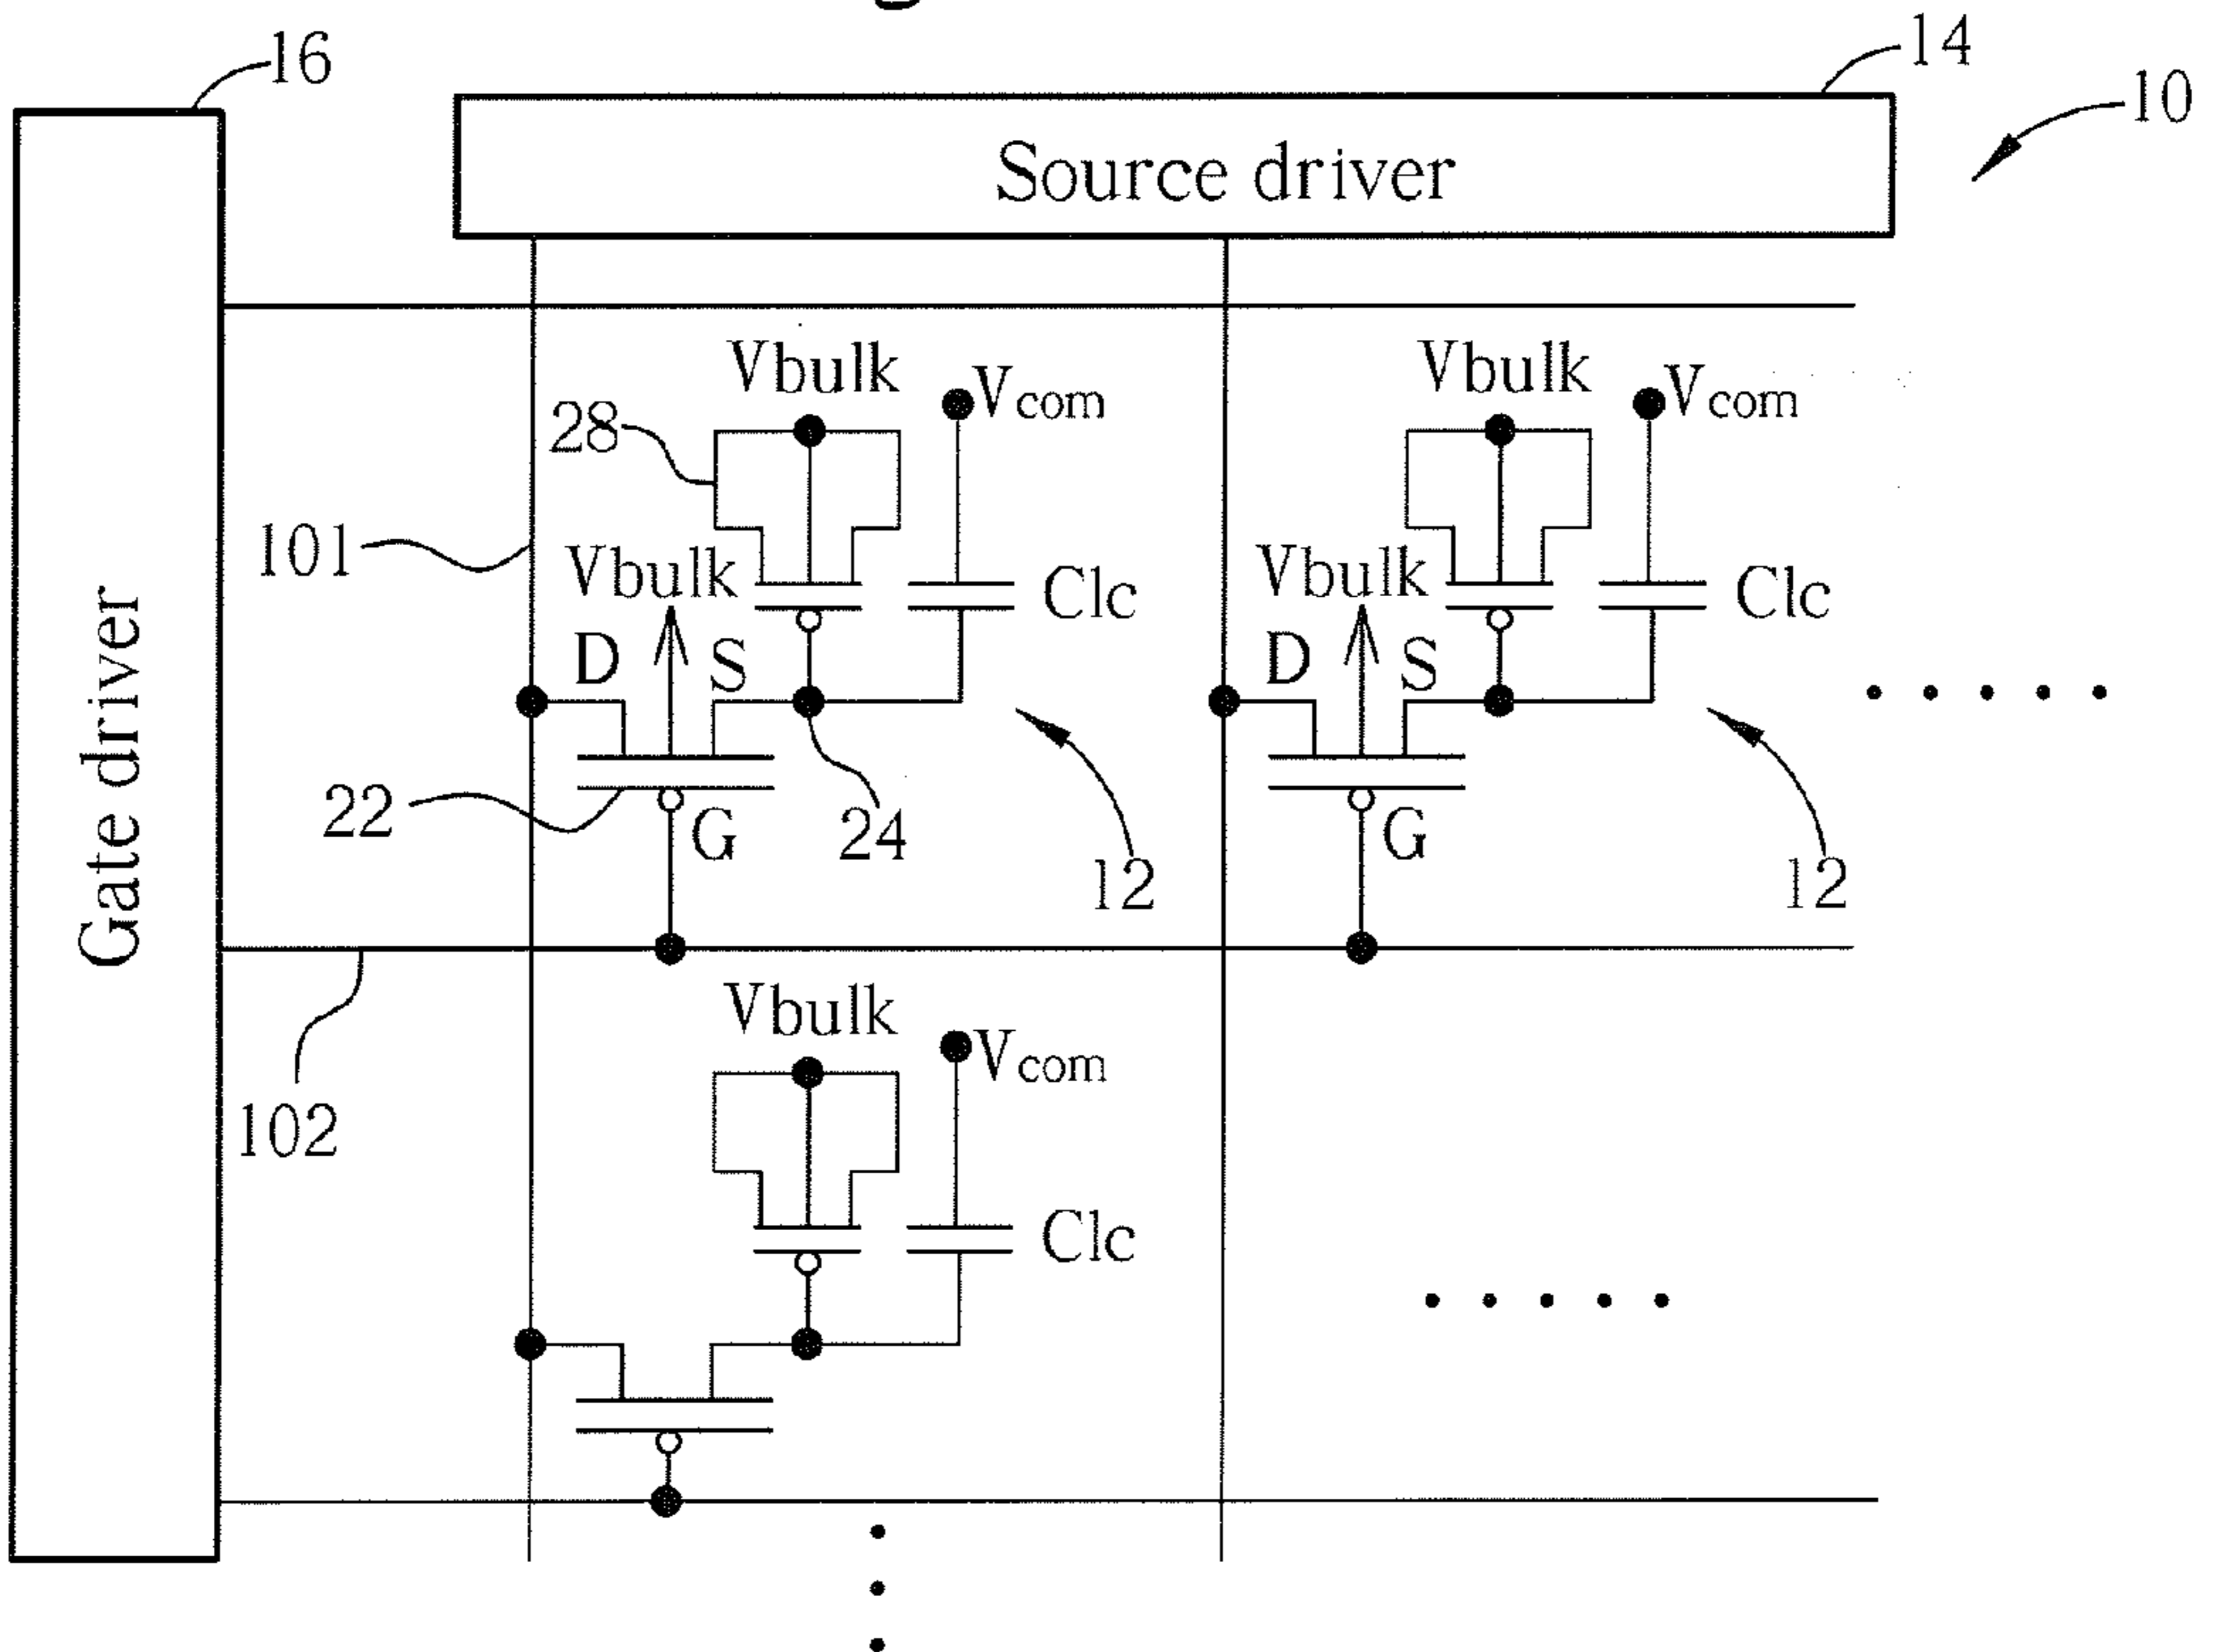 16
14
10
Source driver
Gate driver
Vbulk
Vcom
28
Vbulk
Vcom
101
Vbulk
Clc
D
S
Vbulk
Clc
D
S
22
G
24
12
G
12
102
Vbulk
Vcom
Clc